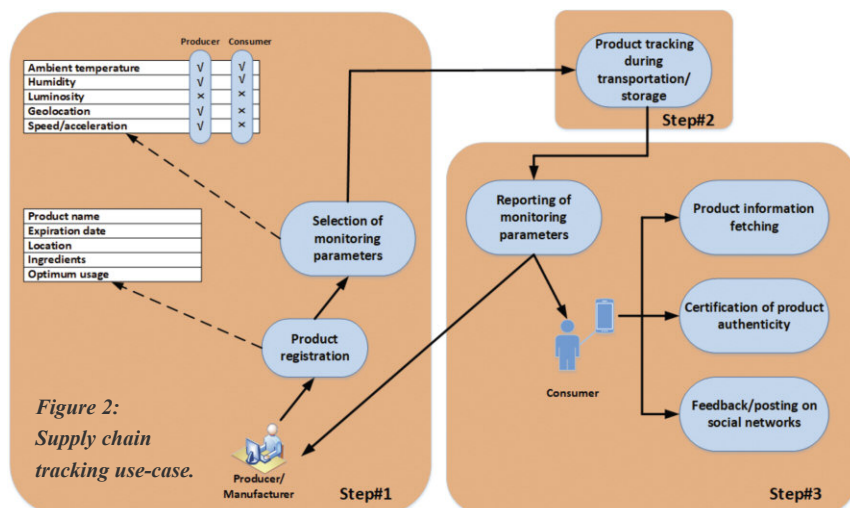 Producer Consumer
Ambient temperature √ √
Humidity √ √
Luminosity × ×
Geolocation √ ×
Speed/acceleration √ ×
Product name
Expiration date
Location
Ingredients
Optimum usage
Selection of
monitoring
parameters
Product
registration
Figure 2:
Supply chain
tracking use-case.
Producer/
Manufacturer
Step#1
Product tracking
during
transportation/
storage
Step#2
Reporting of
monitoring
parameters
Consumer
Product information
fetching
Certification of product
authenticity
Feedback/posting on
social networks
Step#3